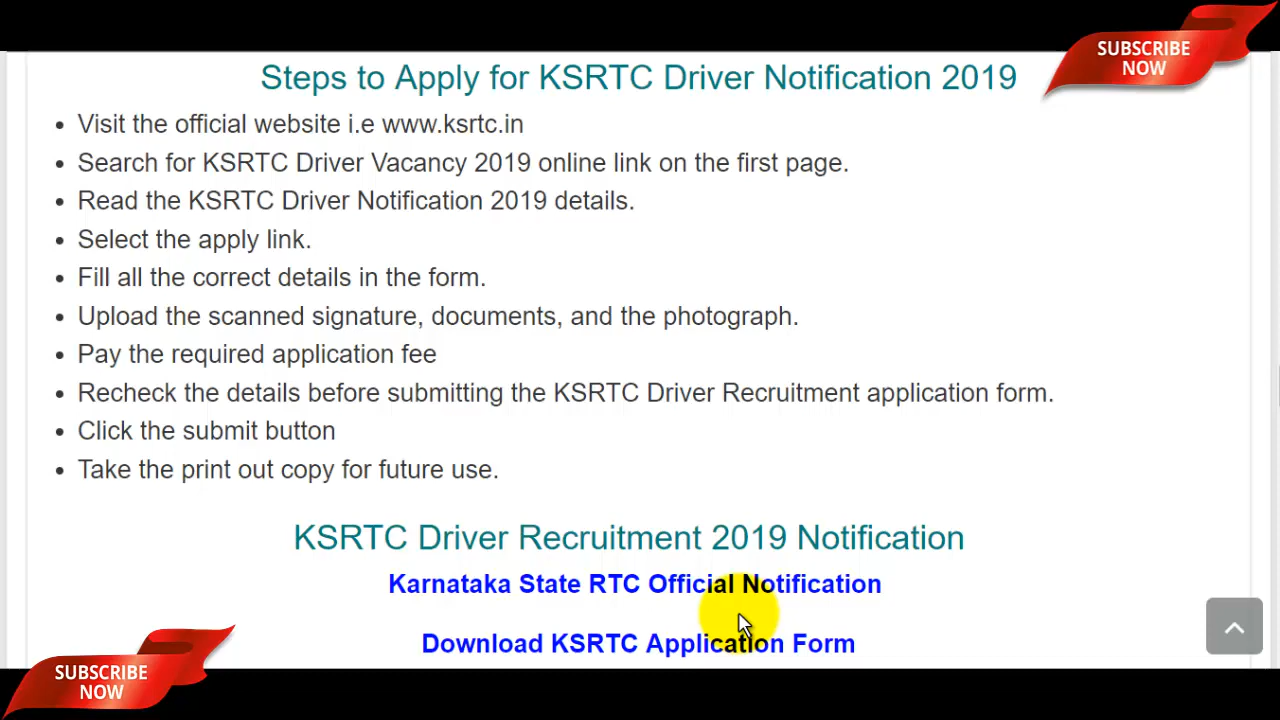 SUBSCRIBE
NOW
Steps to Apply for KSRTC Driver Notification 2019
• Visit the official website i.e www.ksrtc.in
• Search for KSRTC Driver Vacancy 2019 online link on the first page.
• Read the KSRTC Driver Notification 2019 details.
• Select the apply link.
• Fill all the correct details in the form.
• Upload the scanned signature, documents, and the photograph.
• Pay the required application fee
• Recheck the details before submitting the KSRTC Driver Recruitment application form.
• Click the submit button
• Take the print out copy for future use.
KSRTC Driver Recruitment 2019 Notification
Karnataka State RTC Official Notification
Download KSRTC Application Form
SUBSCRIBE
NOW